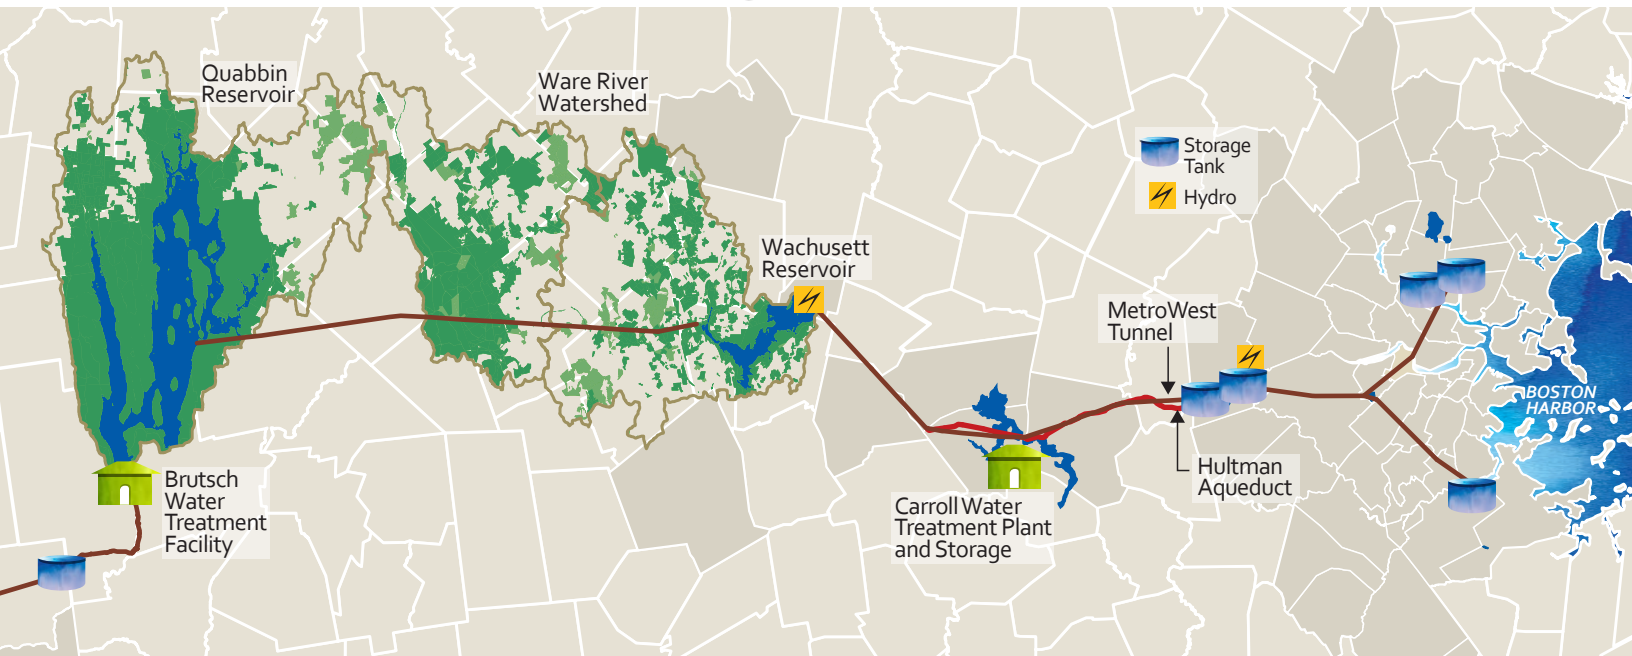 Quabbin
Reservoir
Ware River
Watershed
Storage
Tank
Hydro
Wachusett
Reservoir
MetroWest
Tunnel
BOSTON
HARBOR
Hultman
Aqueduct
Brutsch
Water
Treatment
Facility
Carroll Water
Treatment Plant
and Storage